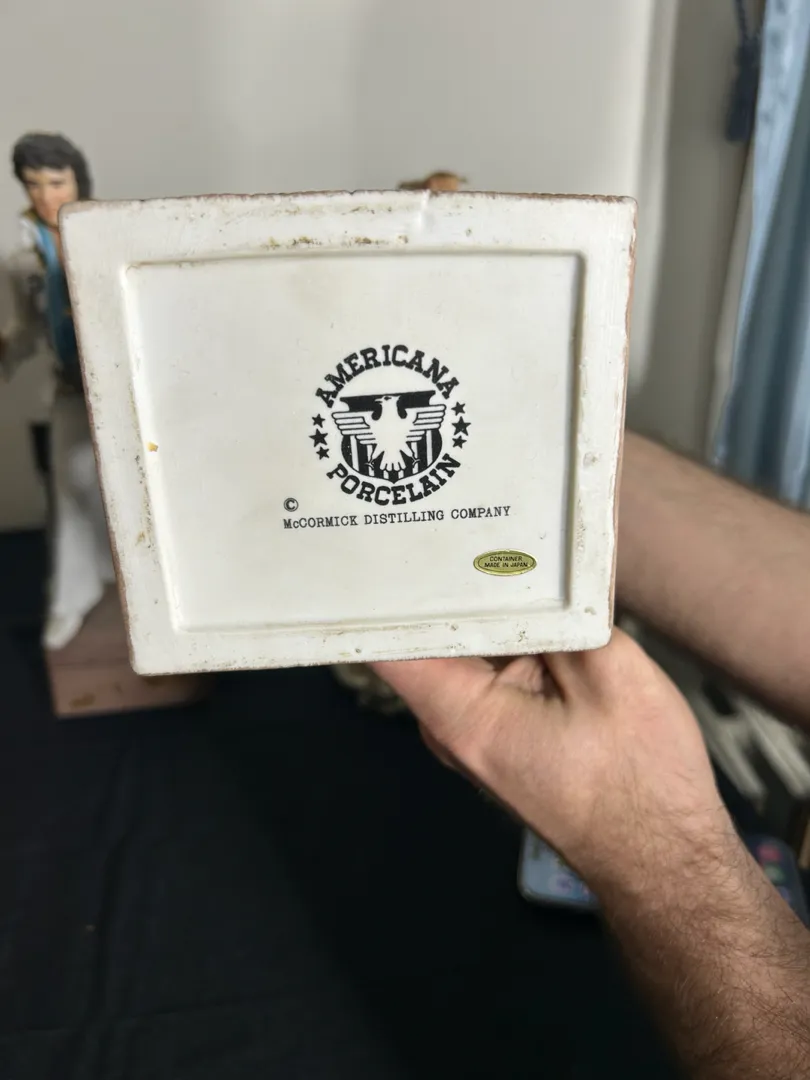 AMERICANA
PORCELAIN
©
McCORMICK DISTILLING COMPANY
CONTAINER
MADE IN JAPAN